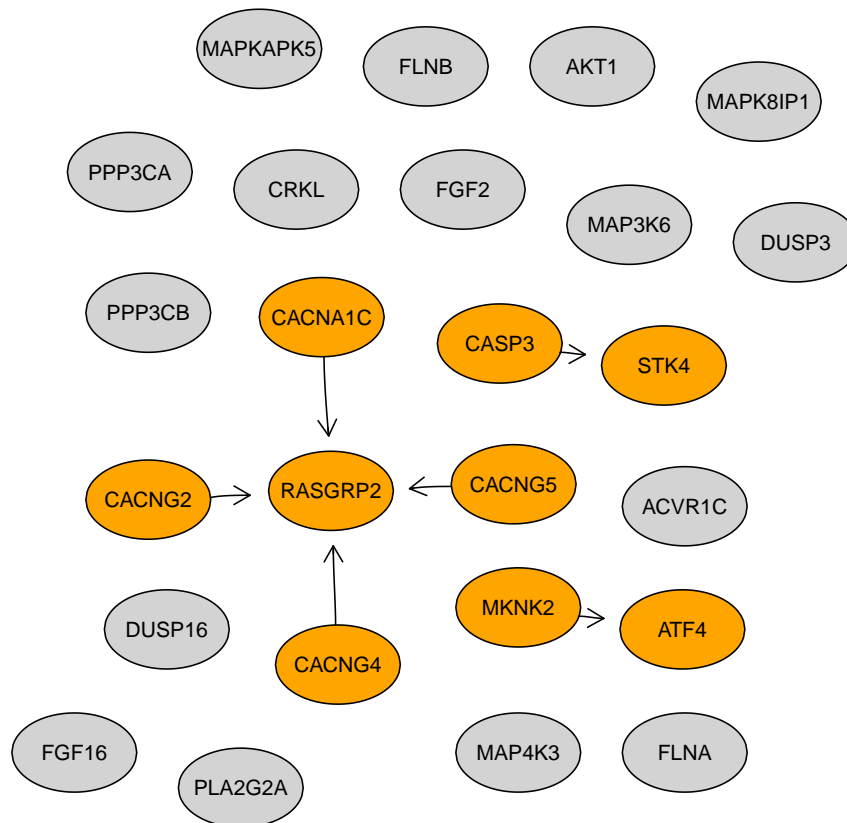 MAPKAPK5
FLNB
AKT1
MAPK8IP1
PPP3CA
CRKL
FGF2
MAP3K6
DUSP3
PPP3CB
CACNA1C
CASP3
STK4
CACNG2
RASGRP2
CACNG5
ACVR1C
DUSP16
CACNG4
MKNK2
ATF4
FGF16
PLA2G2A
MAP4K3
FLNA